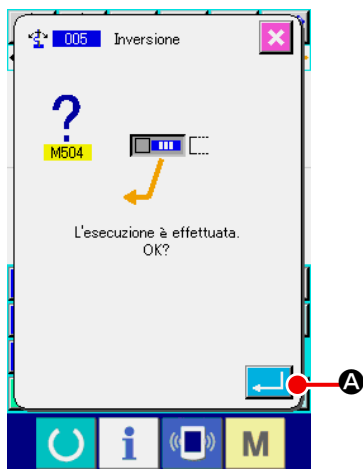 005 Inversione
?
M504
L'esecuzione è effettuata.
OK?
A
i
M